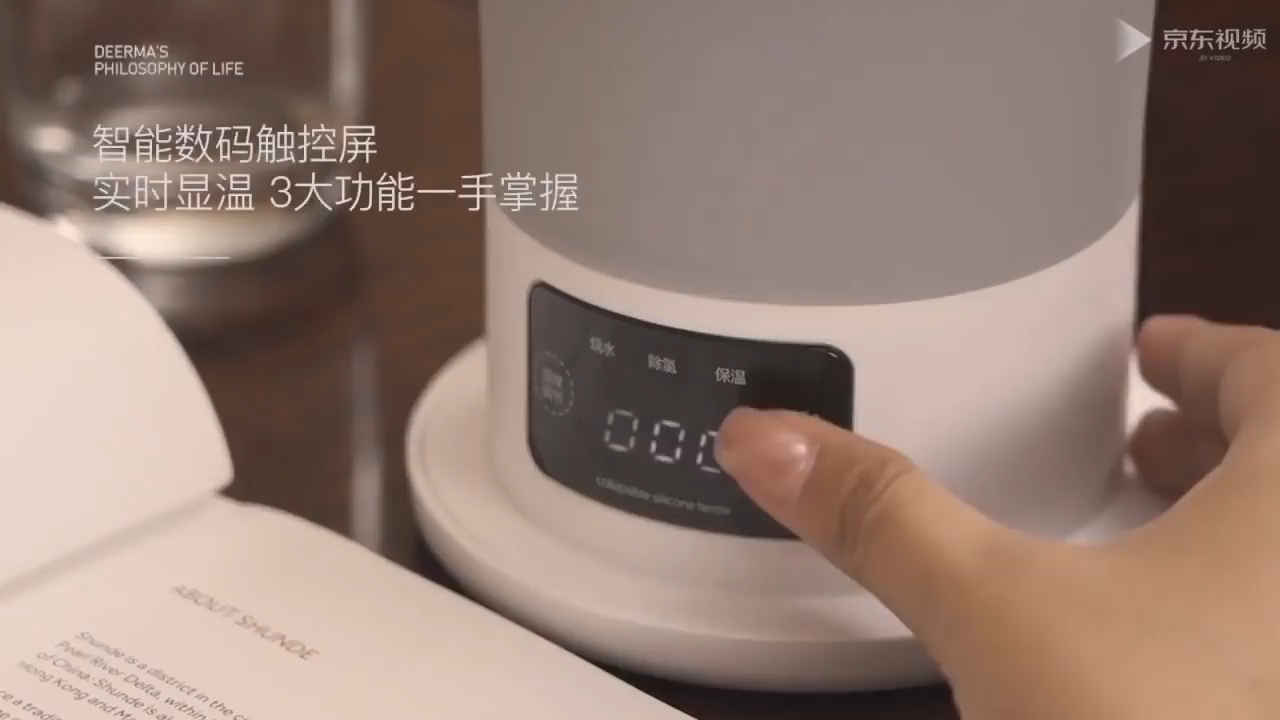 DEERMA'S
PHILOSOPHY OF LIFE
智能数码触控屏
实时显温 3大功能一手掌握
京东视频
JD VIDEO
烧水 除氯 保温
000
collapsible silicone
ABOUT SHUNDE
Shunde is a district in the
Pearl River Delta, within
of China. Shunde is
Hong Kong and